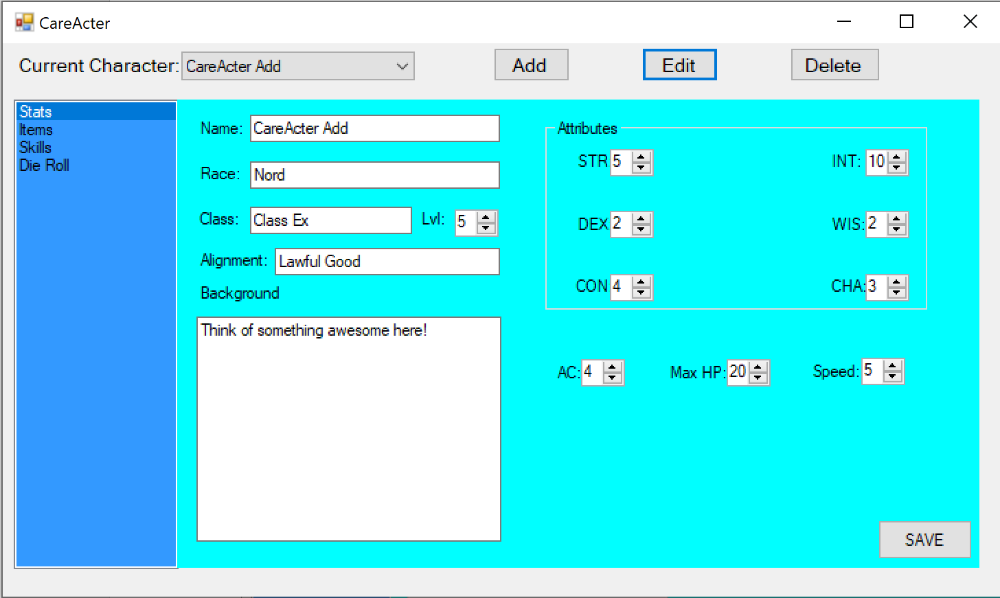 CareActer
Current Character: CareActer Add Add Edit Delete
Stats
Items
Skills
Die Roll
Name: CareActer Add
Race: Nord
Class: Class Ex Lvl: 5
Alignment: Lawful Good
Background
Think of something awesome here!
Attributes
STR 5 INT: 10
DEX 2 WIS: 2
CON 4 CHA: 3
AC: 4 Max HP: 20 Speed: 5
SAVE